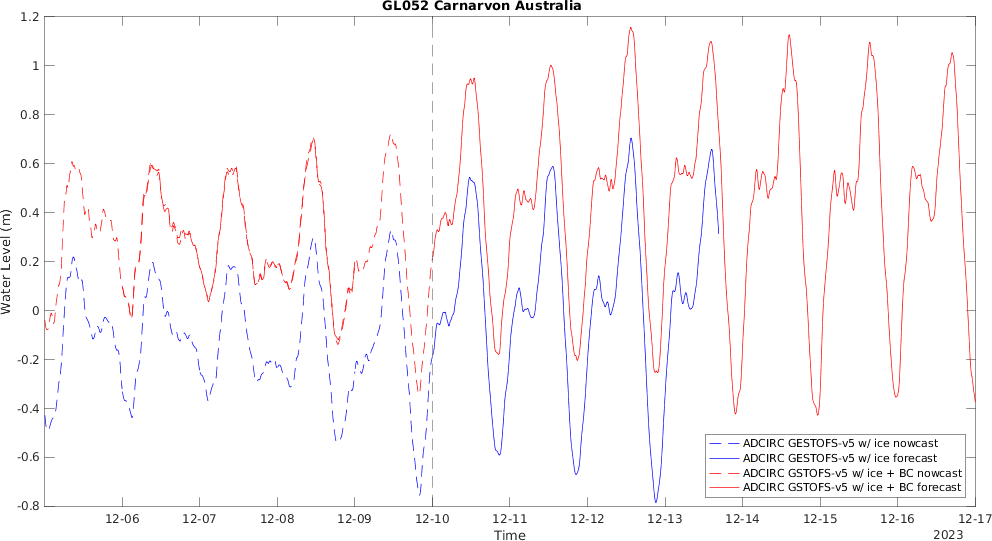 GL052 Carnarvon Australia
Water Level (m)
1.2
1
0.8
0.6
0.4
0.2
0
-0.2
-0.4
-0.6
-0.8
ADCIRC GESTOFS-v5 w/ ice nowcast
ADCIRC GESTOFS-v5 w/ ice forecast
ADCIRC GSTOFS-v5 w/ ice + BC nowcast
ADCIRC GSTOFS-v5 w/ ice + BC forecast
12-06 12-07 12-08 12-09 12-10 12-11 12-12 12-13 12-14 12-15 12-16 12-17
Time
2023